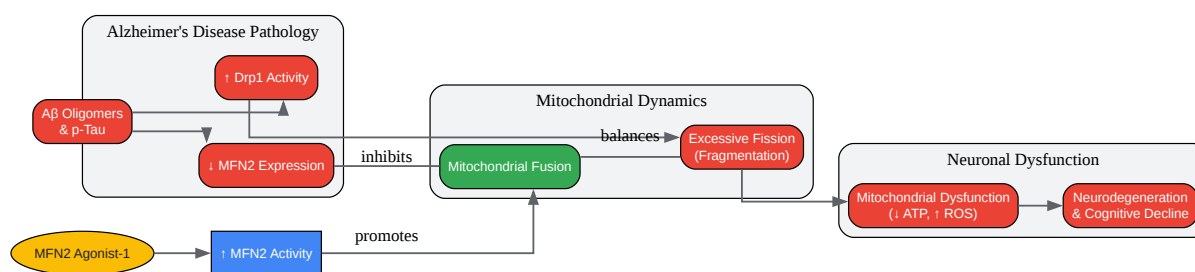 Alzheimer's Disease Pathology
↑ Drp1 Activity
Aβ Oligomers
& p-Tau
↓ MFN2 Expression
inhibits
Mitochondrial Dynamics
balances
Mitochondrial Fusion
Excessive Fission
(Fragmentation)
Neuronal Dysfunction
Mitochondrial Dysfunction
(↓ ATP, ↑ ROS)
Neurodegeneration
& Cognitive Decline
MFN2 Agonist-1
↑ MFN2 Activity
promotes